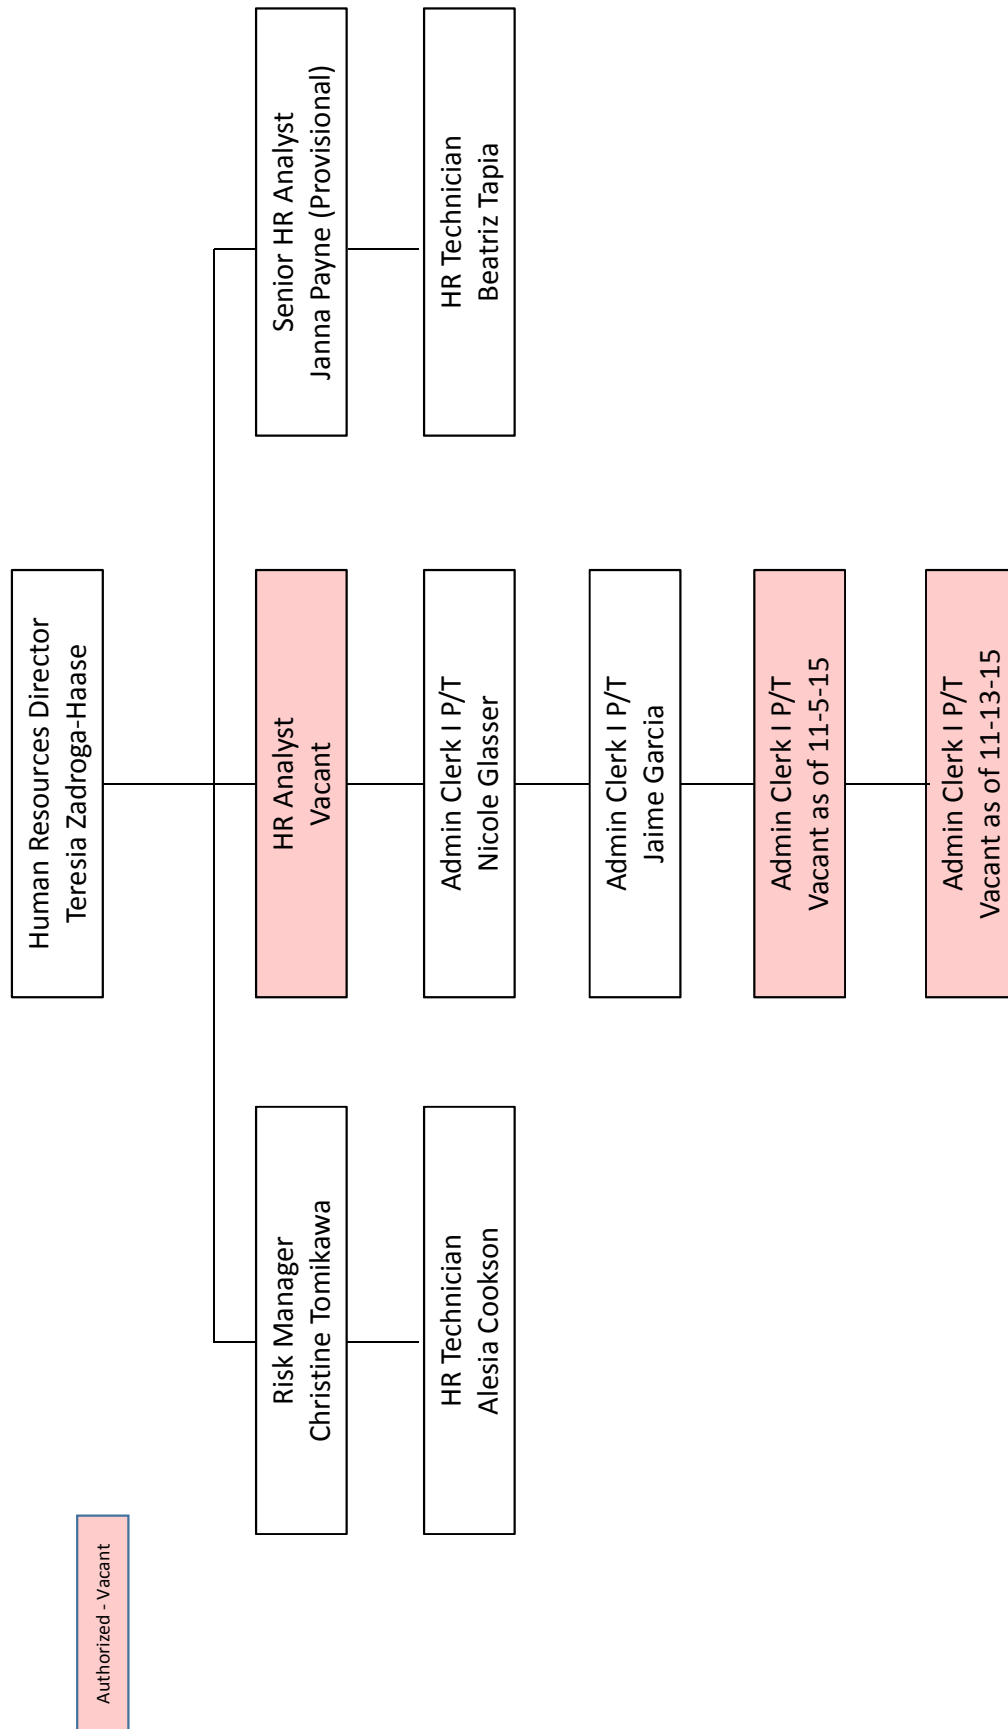 Authorized - Vacant
Human Resources Director
Teresia Zadroga-Haase
Risk Manager
Christine Tomikawa
HR Analyst
Vacant
Senior HR Analyst
Janna Payne (Provisional)
HR Technician
Alesia Cookson
Admin Clerk I P/T
Nicole Glasser
HR Technician
Beatriz Tapia
Admin Clerk I P/T
Jaime Garcia
Admin Clerk I P/T
Vacant as of 11-5-15
Admin Clerk I P/T
Vacant as of 11-13-15